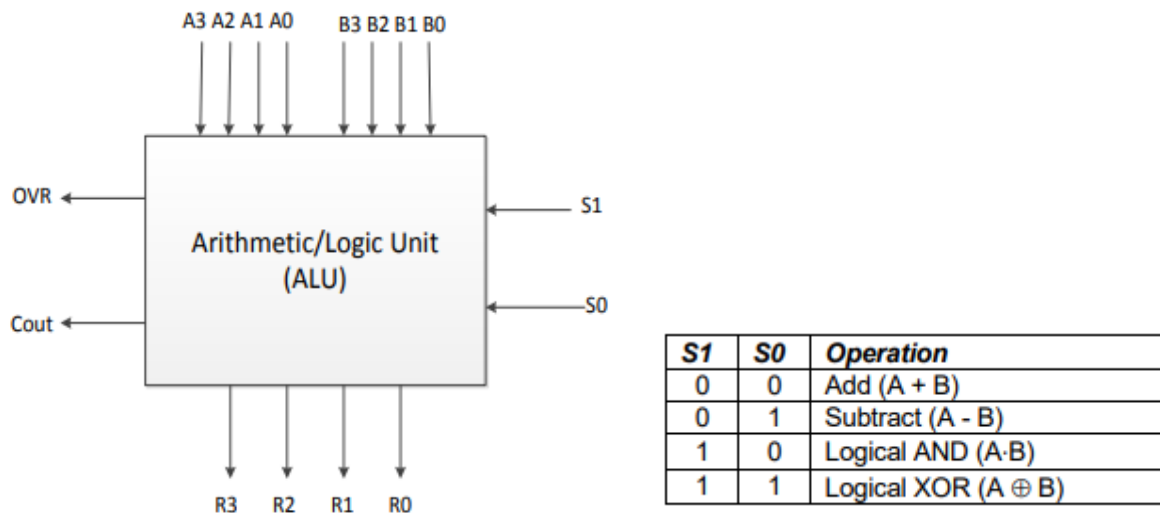 A3 A2 A1 A0 B3 B2 B1 B0
OVR
S1
Arithmetic/Logic Unit
(ALU)
S0
Cout
R3 R2 R1 R0
S1 S0 Operation
0 0 Add (A + B)
0 1 Subtract (A - B)
1 0 Logical AND (A·B)
1 1 Logical XOR (A ⊕ B)